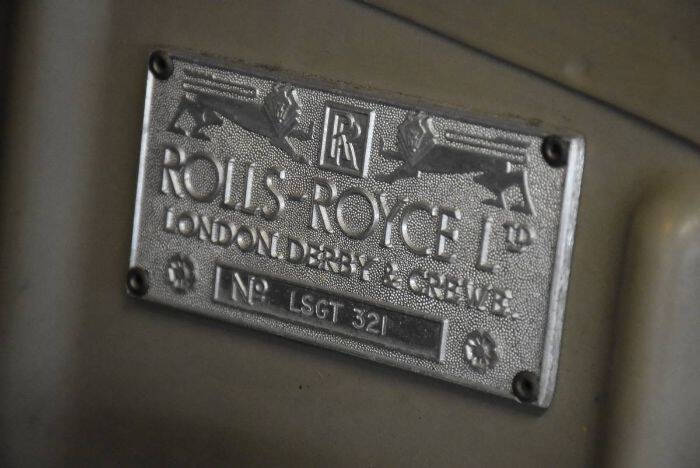 RR
ROLLS-ROYCE LTD
LONDON, DERBY & CREWE.
No LSGT 321